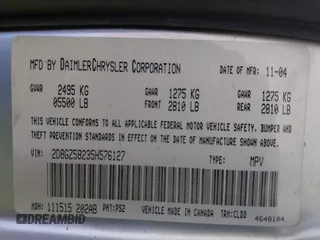 MFD BY DAIMLERCHRYSLER CORPORATION
DATE OF MFR
11-04
GVWR 2495 KG GAWR 1275 KG GAWR 1275 KG
05500 LB FRONT 2810 LB REAR 2810 LB
THIS VEHICLE CONFORMS TO ALL APPLICABLE FEDERAL MOTOR VEHICLE SAFETY, BUMPER AND
THEFT PREVENTION STANDARDS IN EFFECT ON THE DATE OF MANUFACTURE SHOWN ABOVE.
VIN: 2D8GZ58235H576127 TYPE: MPV
MDH: 111515 202AB PNT: PS2 VEHICLE MADE IN CANADA TRM: CLDD
4648104
DREAMBID